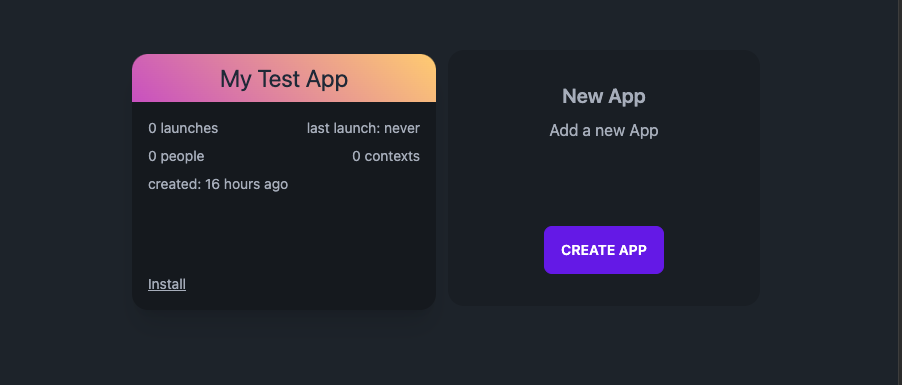 My Test App
0 launches
last launch: never
0 people
0 contexts
created: 16 hours ago
Install
New App
Add a new App
CREATE APP